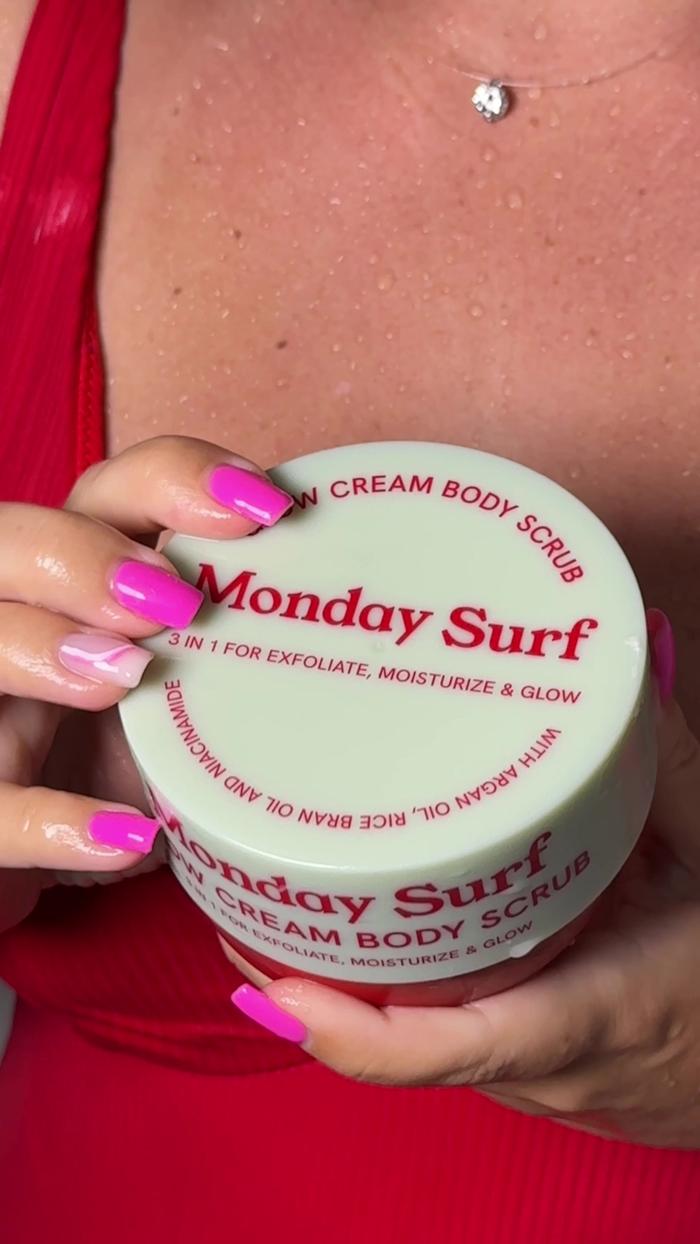 W CREAM BODY SCRUB
Monday Surf
3 IN 1 FOR EXFOLIATE, MOISTURIZE & GLOW
WITH ARGAN OIL, RICE BRAN OIL AND NIACINAMIDE
Monday Surf
OW CREAM BODY SCRUB
3 IN 1 FOR EXFOLIATE, MOISTURIZE & GLOW